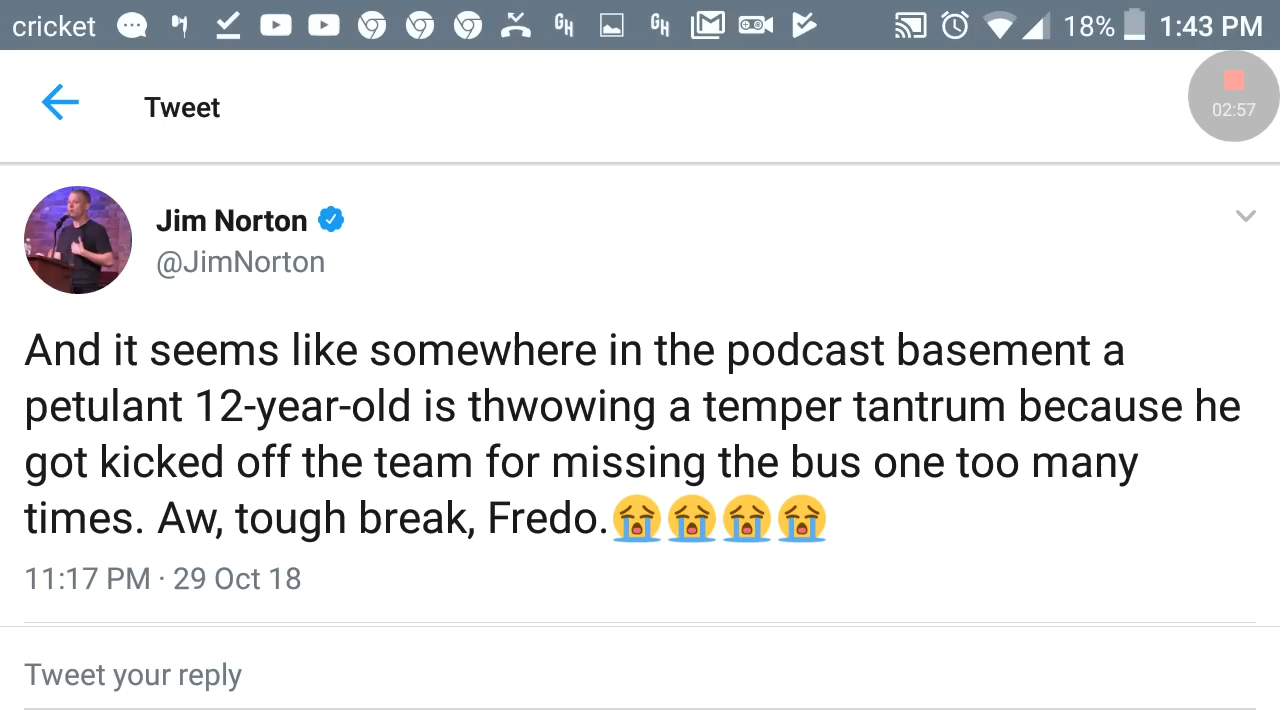 cricket 18% 1:43 PM
Tweet
02:57
Jim Norton
@JimNorton
And it seems like somewhere in the podcast basement a
petulant 12-year-old is thwowing a temper tantrum because he
got kicked off the team for missing the bus one too many
times. Aw, tough break, Fredo.😭😭😭😭
11:17 PM · 29 Oct 18
Tweet your reply